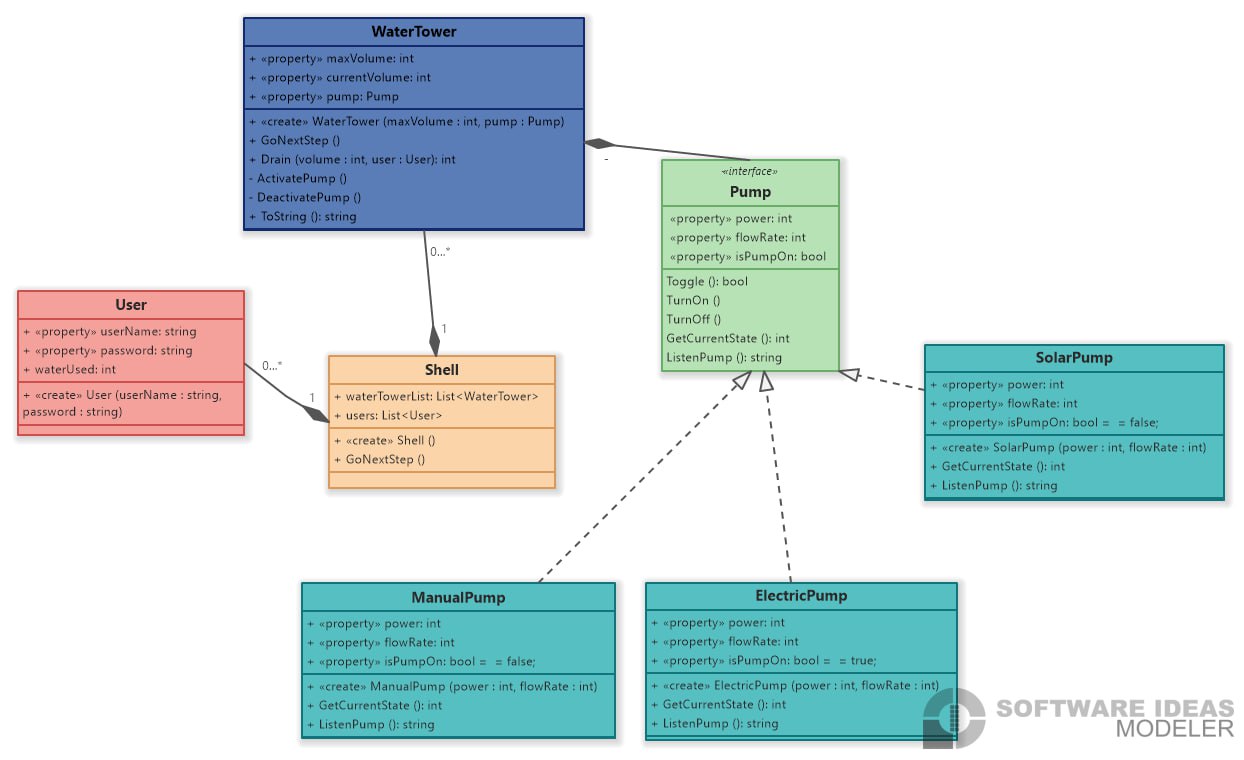 WaterTower
+ «property» maxVolume: int
+ «property» currentVolume: int
+ «property» pump: Pump
+ «create» WaterTower (maxVolume : int, pump : Pump)
+ GoNextStep ()
+ Drain (volume : int, user : User): int
- ActivatePump ()
- DeactivatePump ()
+ ToString (): string
-
«interface»
Pump
«property» power: int
«property» flowRate: int
«property» isPumpOn: bool
Toggle (): bool
TurnOn ()
TurnOff ()
GetCurrentState (): int
ListenPump (): string
0...*
1
User
+ «property» userName: string
+ «property» password: string
+ waterUsed: int
+ «create» User (userName : string,
password : string)
0...*
1
Shell
+ waterTowerList: List<WaterTower>
+ users: List<User>
+ «create» Shell ()
+ GoNextStep ()
SolarPump
+ «property» power: int
+ «property» flowRate: int
+ «property» isPumpOn: bool = = false;
+ «create» SolarPump (power : int, flowRate : int)
+ GetCurrentState (): int
+ ListenPump (): string
ManualPump
+ «property» power: int
+ «property» flowRate: int
+ «property» isPumpOn: bool = = false;
+ «create» ManualPump (power : int, flowRate : int)
+ GetCurrentState (): int
+ ListenPump (): string
ElectricPump
+ «property» power: int
+ «property» flowRate: int
+ «property» isPumpOn: bool = = true;
+ «create» ElectricPump (power : int, flowRate : int)
+ GetCurrentState (): int
+ ListenPump (): string
SOFTWARE IDEAS
MODELER